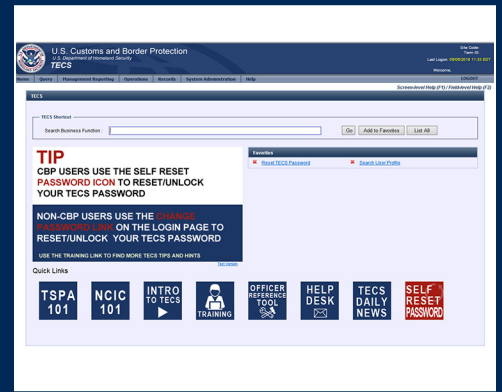 U.S. Customs and Border Protection
U.S. Department of Homeland Security
TECS
Site Code:
Term ID:
Last Logon:
Welcome,
Home Query Management Reporting Operations Records System Administration Help LOGOUT
Screen-level Help (F1) / Field-level Help (F2)
TECS
TECS Shortcut
Search Business Function: Go Add to Favorites List All
TIP
CBP USERS USE THE SELF RESET
PASSWORD ICON TO RESET/UNLOCK
YOUR TECS PASSWORD
NON-CBP USERS USE THE CHANGE
PASSWORD LINK ON THE LOGIN PAGE TO
RESET/UNLOCK YOUR TECS PASSWORD
USE THE TRAINING LINK TO FIND MORE TECS TIPS AND HINTS
Text Version
Favorites
Reset TECS Password Search User Profile
Quick Links
TSPA
101
NCIC
101
INTRO
TO TECS
TRAINING
OFFICER
REFERENCE
TOOL
HELP
DESK
TECS
DAILY
NEWS
SELF
RESET
PASSWORD